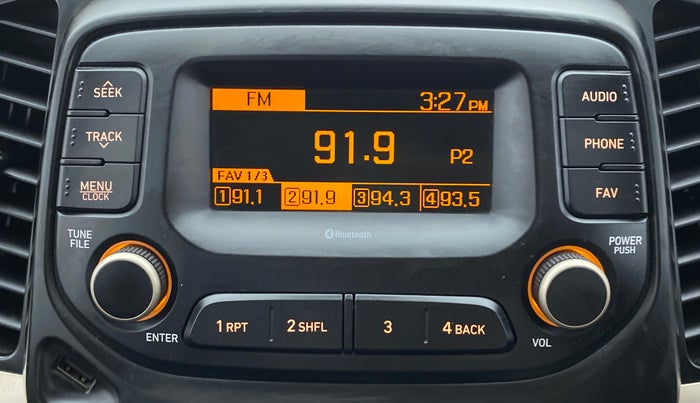 FM 3:27 PM
91.9 P2
FAV 1/3
1 91.1 2 91.9 3 94.3 4 93.5
Bluetooth
SEEK
TRACK
MENU
CLOCK
AUDIO
PHONE
FAV
TUNE
FILE
ENTER
POWER
PUSH
VOL
1 RPT 2 SHFL 3 4 BACK